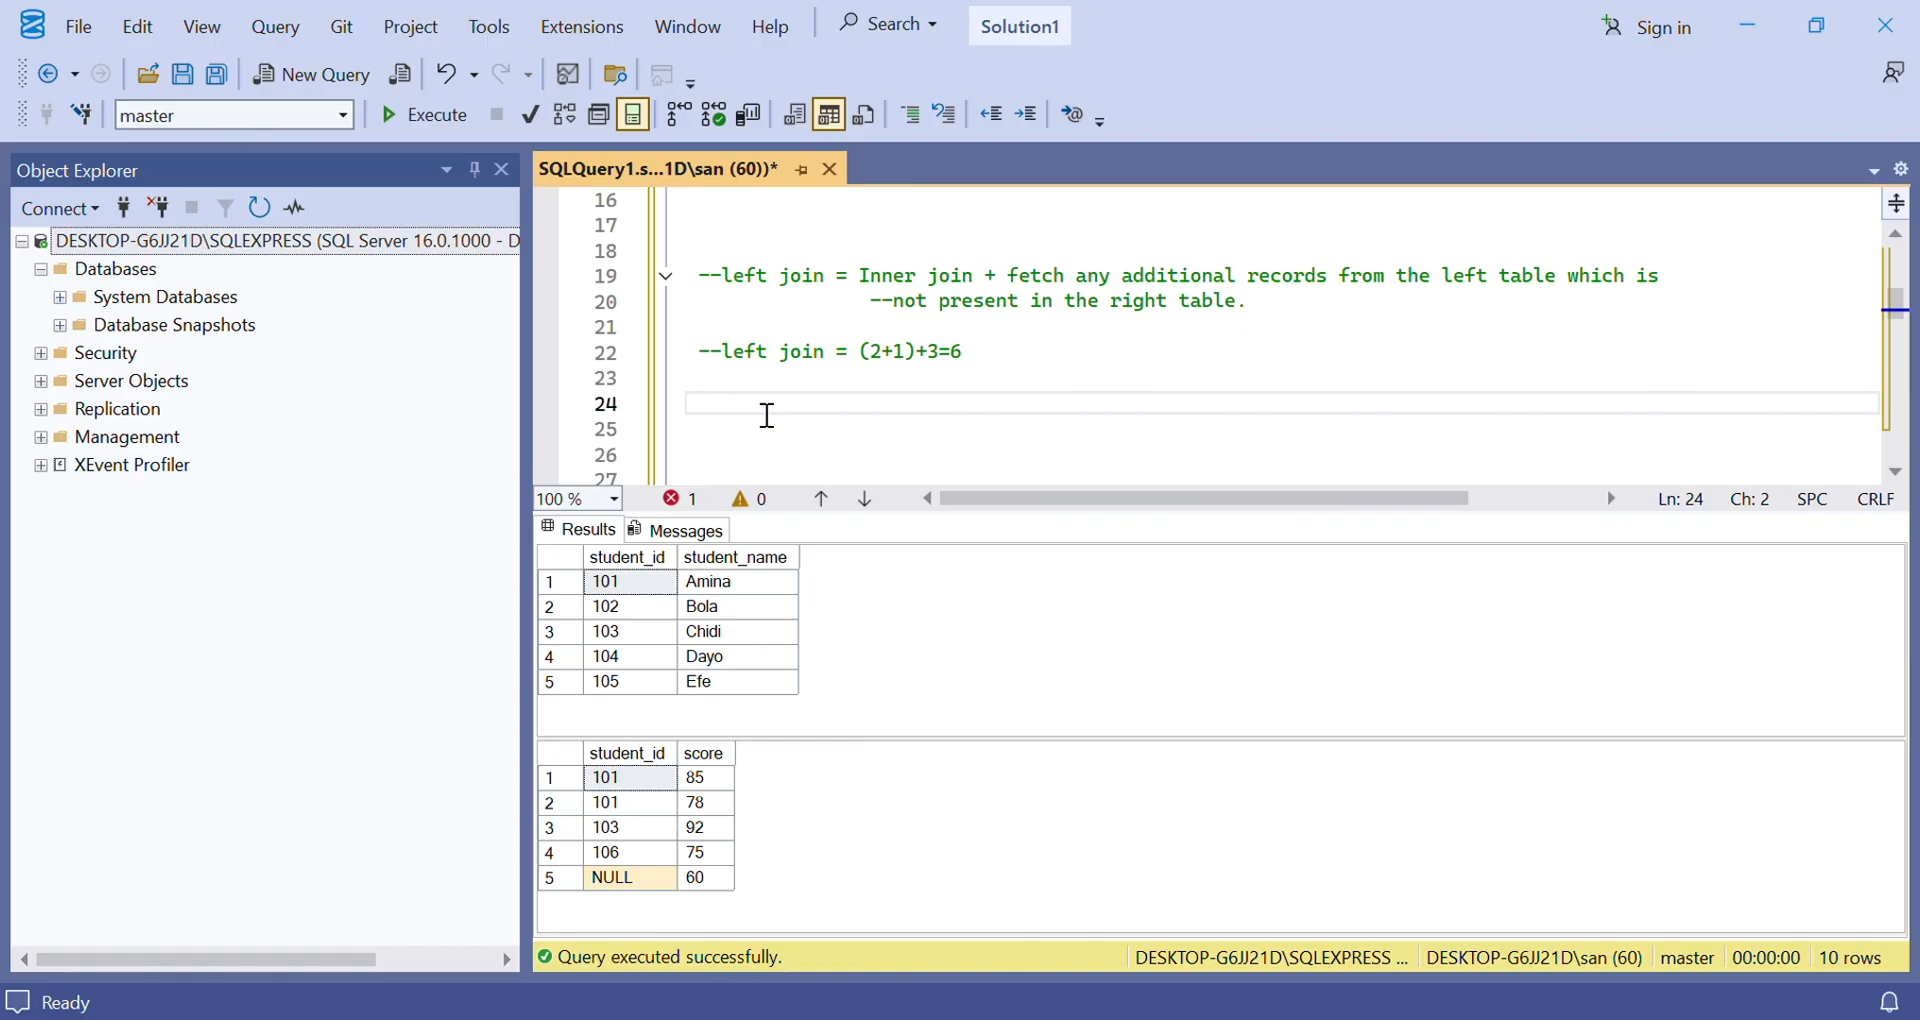 File Edit View Query Git Project Tools Extensions Window Help Search Solution1 Sign in
New Query
master Execute
Object Explorer
Connect
DESKTOP-G6JJ21D\SQLEXPRESS (SQL Server 16.0.1000 - D
Databases
System Databases
Database Snapshots
Security
Server Objects
Replication
Management
XEvent Profiler
SQLQuery1.s...1D\san (60))*
16
17
18
19 --left join = Inner join + fetch any additional records from the left table which is
20 --not present in the right table.
21
22 --left join = (2+1)+3=6
23
24
25
26
27
100 % 1 0 Ln: 24 Ch: 2 SPC CRLF
Results Messages
student_id student_name
1 101 Amina
2 102 Bola
3 103 Chidi
4 104 Dayo
5 105 Efe
student_id score
1 101 85
2 101 78
3 103 92
4 106 75
5 NULL 60
Query executed successfully. DESKTOP-G6JJ21D\SQLEXPRESS ... DESKTOP-G6JJ21D\san (60) master 00:00:00 10 rows
Ready